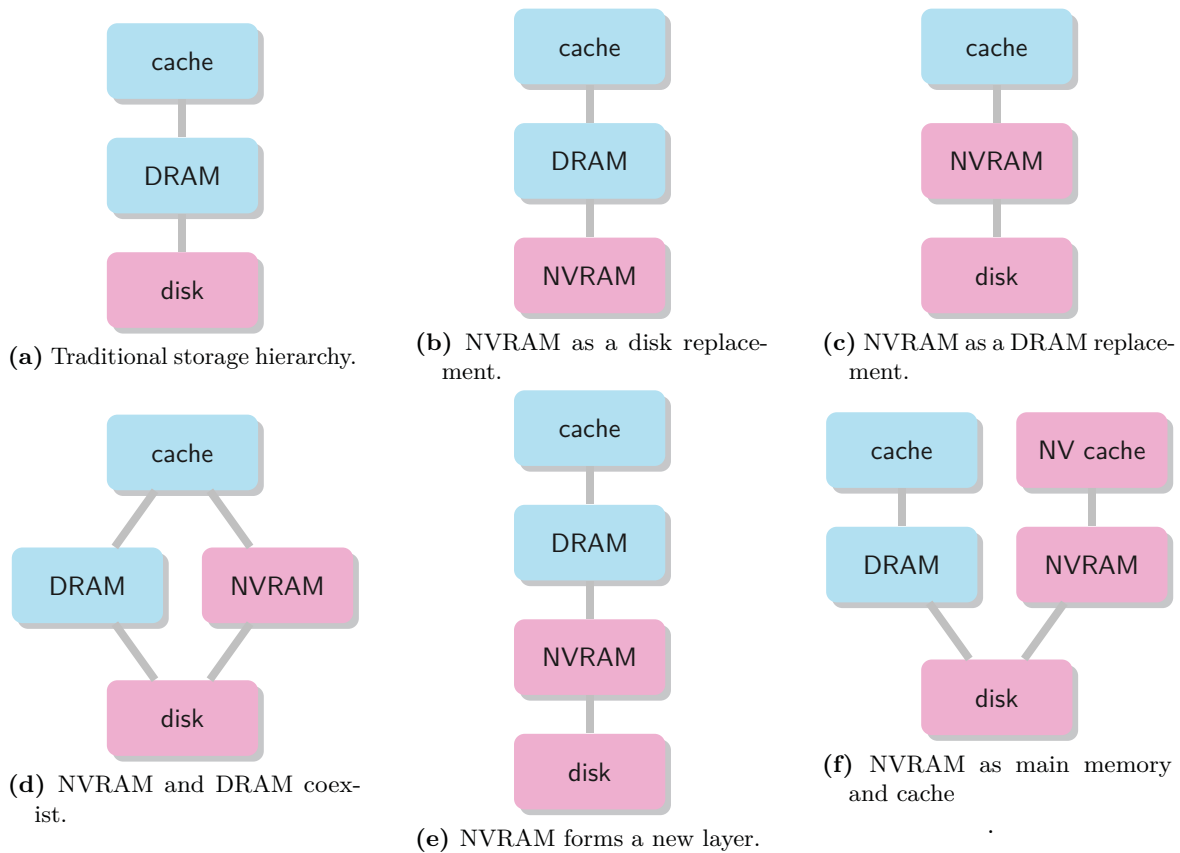 cache
DRAM
disk
(a) Traditional storage hierarchy.
cache
DRAM
NVRAM
(b) NVRAM as a disk replace-
ment.
cache
NVRAM
disk
(c) NVRAM as a DRAM replace-
ment.
cache
DRAM NVRAM
disk
(d) NVRAM and DRAM coex-
ist.
cache
DRAM
NVRAM
disk
(e) NVRAM forms a new layer.
cache NV cache
DRAM NVRAM
disk
(f) NVRAM as main memory
and cache
.